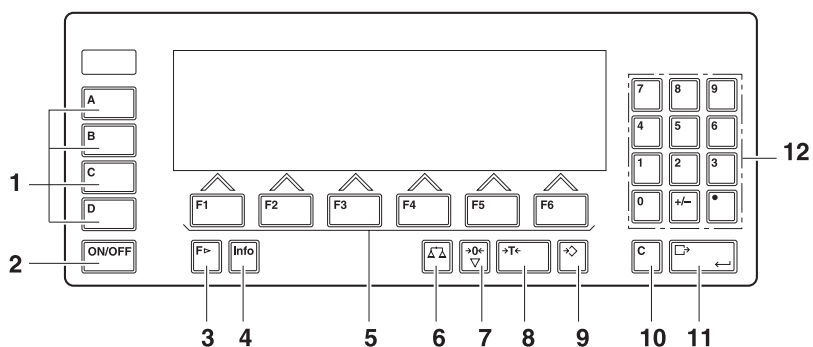 7 8 9
A
4 5 6
B
12
1 2 3
1 C
F1 F2 F3 F4 F5 F6
0 +/– •
D
2 ON/OFF
F▹ Info
→0←
→T←
C
3 4 5 6 7 8 9 10 11